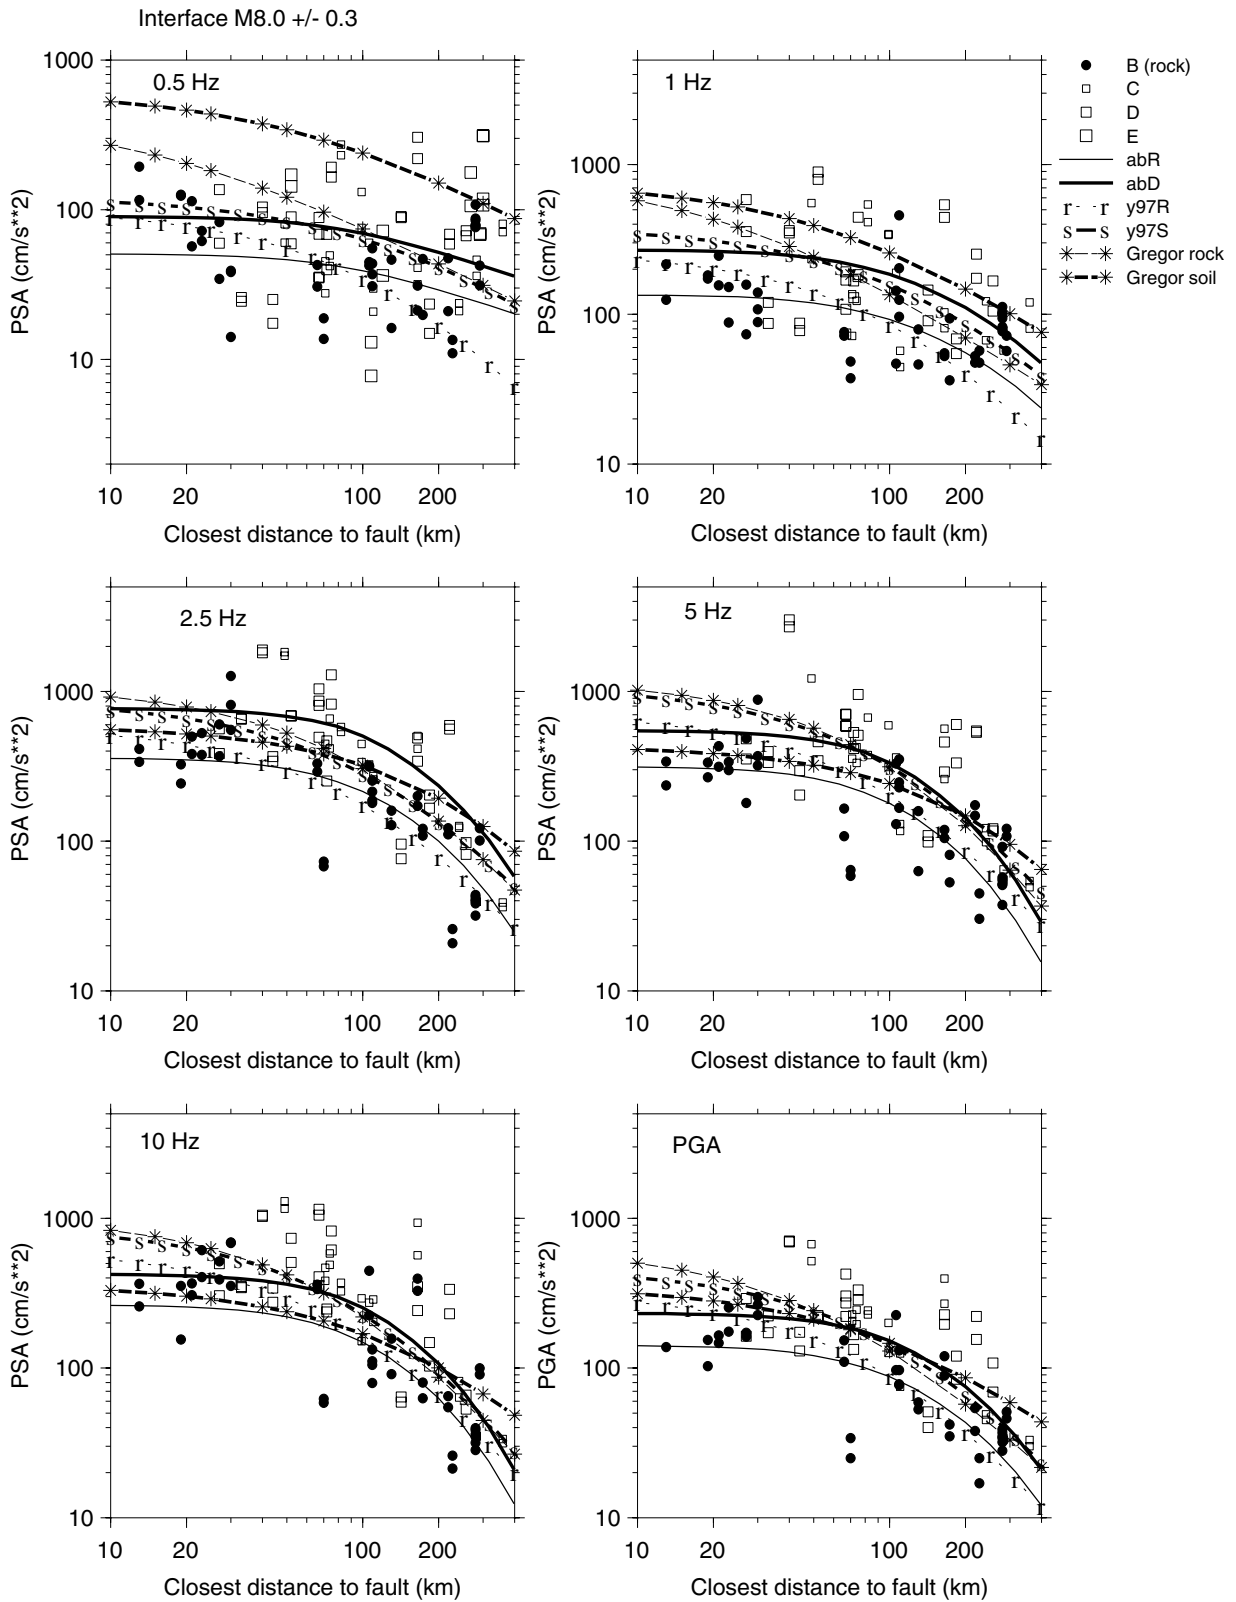 Interface M8.0 +/- 0.3
0.5 Hz
1000
100
10
PSA (cm/s**2)
10 20 100 200
Closest distance to fault (km)
1 Hz
1000
100
10
PSA (cm/s**2)
10 20 100 200
Closest distance to fault (km)
B (rock)
C
D
E
abR
abD
r r y97R
s s y97S
Gregor rock
Gregor soil
2.5 Hz
1000
100
10
PSA (cm/s**2)
10 20 100 200
Closest distance to fault (km)
5 Hz
1000
100
10
PSA (cm/s**2)
10 20 100 200
Closest distance to fault (km)
10 Hz
1000
100
10
PSA (cm/s**2)
10 20 100 200
Closest distance to fault (km)
PGA
1000
100
10
PGA (cm/s**2)
10 20 100 200
Closest distance to fault (km)